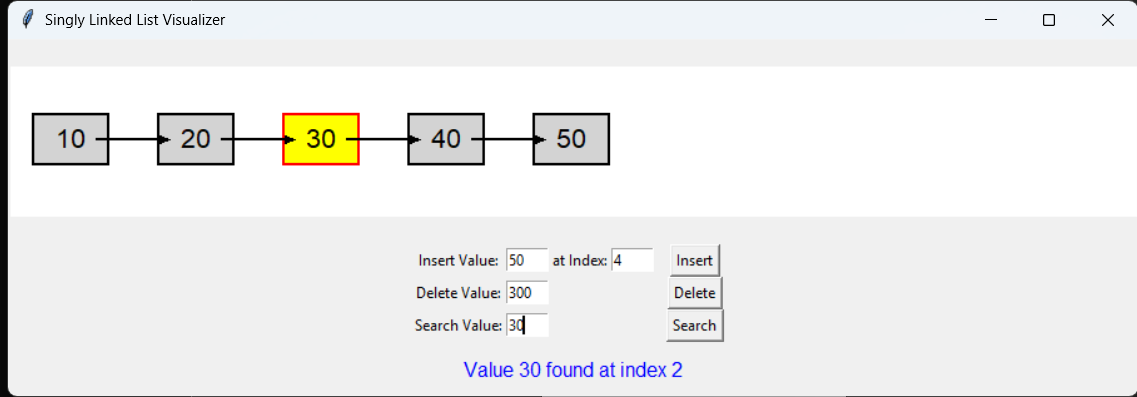 Singly Linked List Visualizer
10 20 30 40 50
Insert Value: 50 at Index: 4 Insert
Delete Value: 300 Delete
Search Value: 30 Search
Value 30 found at index 2